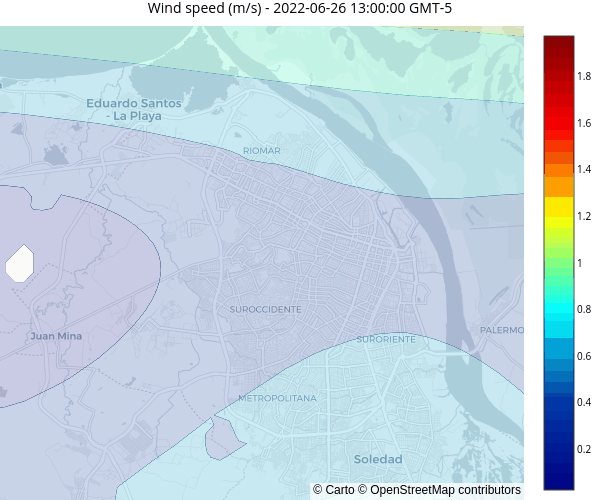 Wind speed (m/s) - 2022-06-26 13:00:00 GMT-5
Eduardo Santos
- La Playa
RIOMAR
SUROCCIDENTE
Juan Mina
SURORIENTE
PALERMO
METROPOLITANA
Soledad
© Carto © OpenStreetMap contributors
1.8
1.6
1.4
1.2
1
0.8
0.6
0.4
0.2